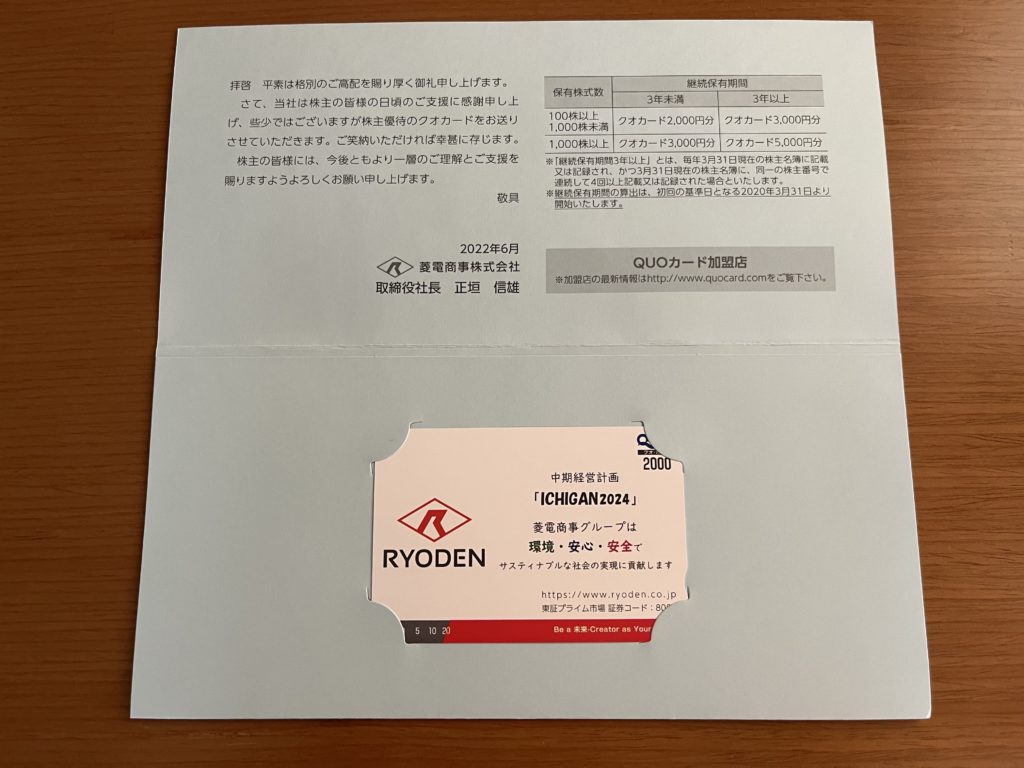 拝啓　平素は格別のご高配を賜り厚く御礼申し上げます。
さて、当社は株主の皆様の日頃のご支援に感謝申し上
げ、些少ではございますが株主優待のクオカードをお送り
させていただきます。ご笑納いただければ幸甚に存じます。
株主の皆様には、今後ともより一層のご理解とご支援を
賜りますようよろしくお願い申し上げます。
敬具
2022年6月
菱電商事株式会社
取締役社長　正垣　信雄
保有株式数
継続保有期間
3年未満 3年以上
100株以上
1,000株未満
クオカード2,000円分 クオカード3,000円分
1,000株以上 クオカード3,000円分 クオカード5,000円分
※「継続保有期間3年以上」とは、毎年3月31日現在の株主名簿に記載
又は記録され、かつ3月31日現在の株主名簿に、同一の株主番号で
連続して4回以上記載又は記録された場合といたします。
※継続保有期間の算出は、初回の基準日となる2020年3月31日より
開始いたします。
QUOカード加盟店
※加盟店の最新情報はhttp://www.quocard.comをご覧下さい。
2000
中期経営計画
「ICHIGAN2024」
菱電商事グループは
環境・安心・安全で
サスティナブルな社会の実現に貢献します
RYODEN
https://www.ryoden.co.jp
東証プライム市場 証券コード：80
5 10 20
Be a 未来-Creator as Your